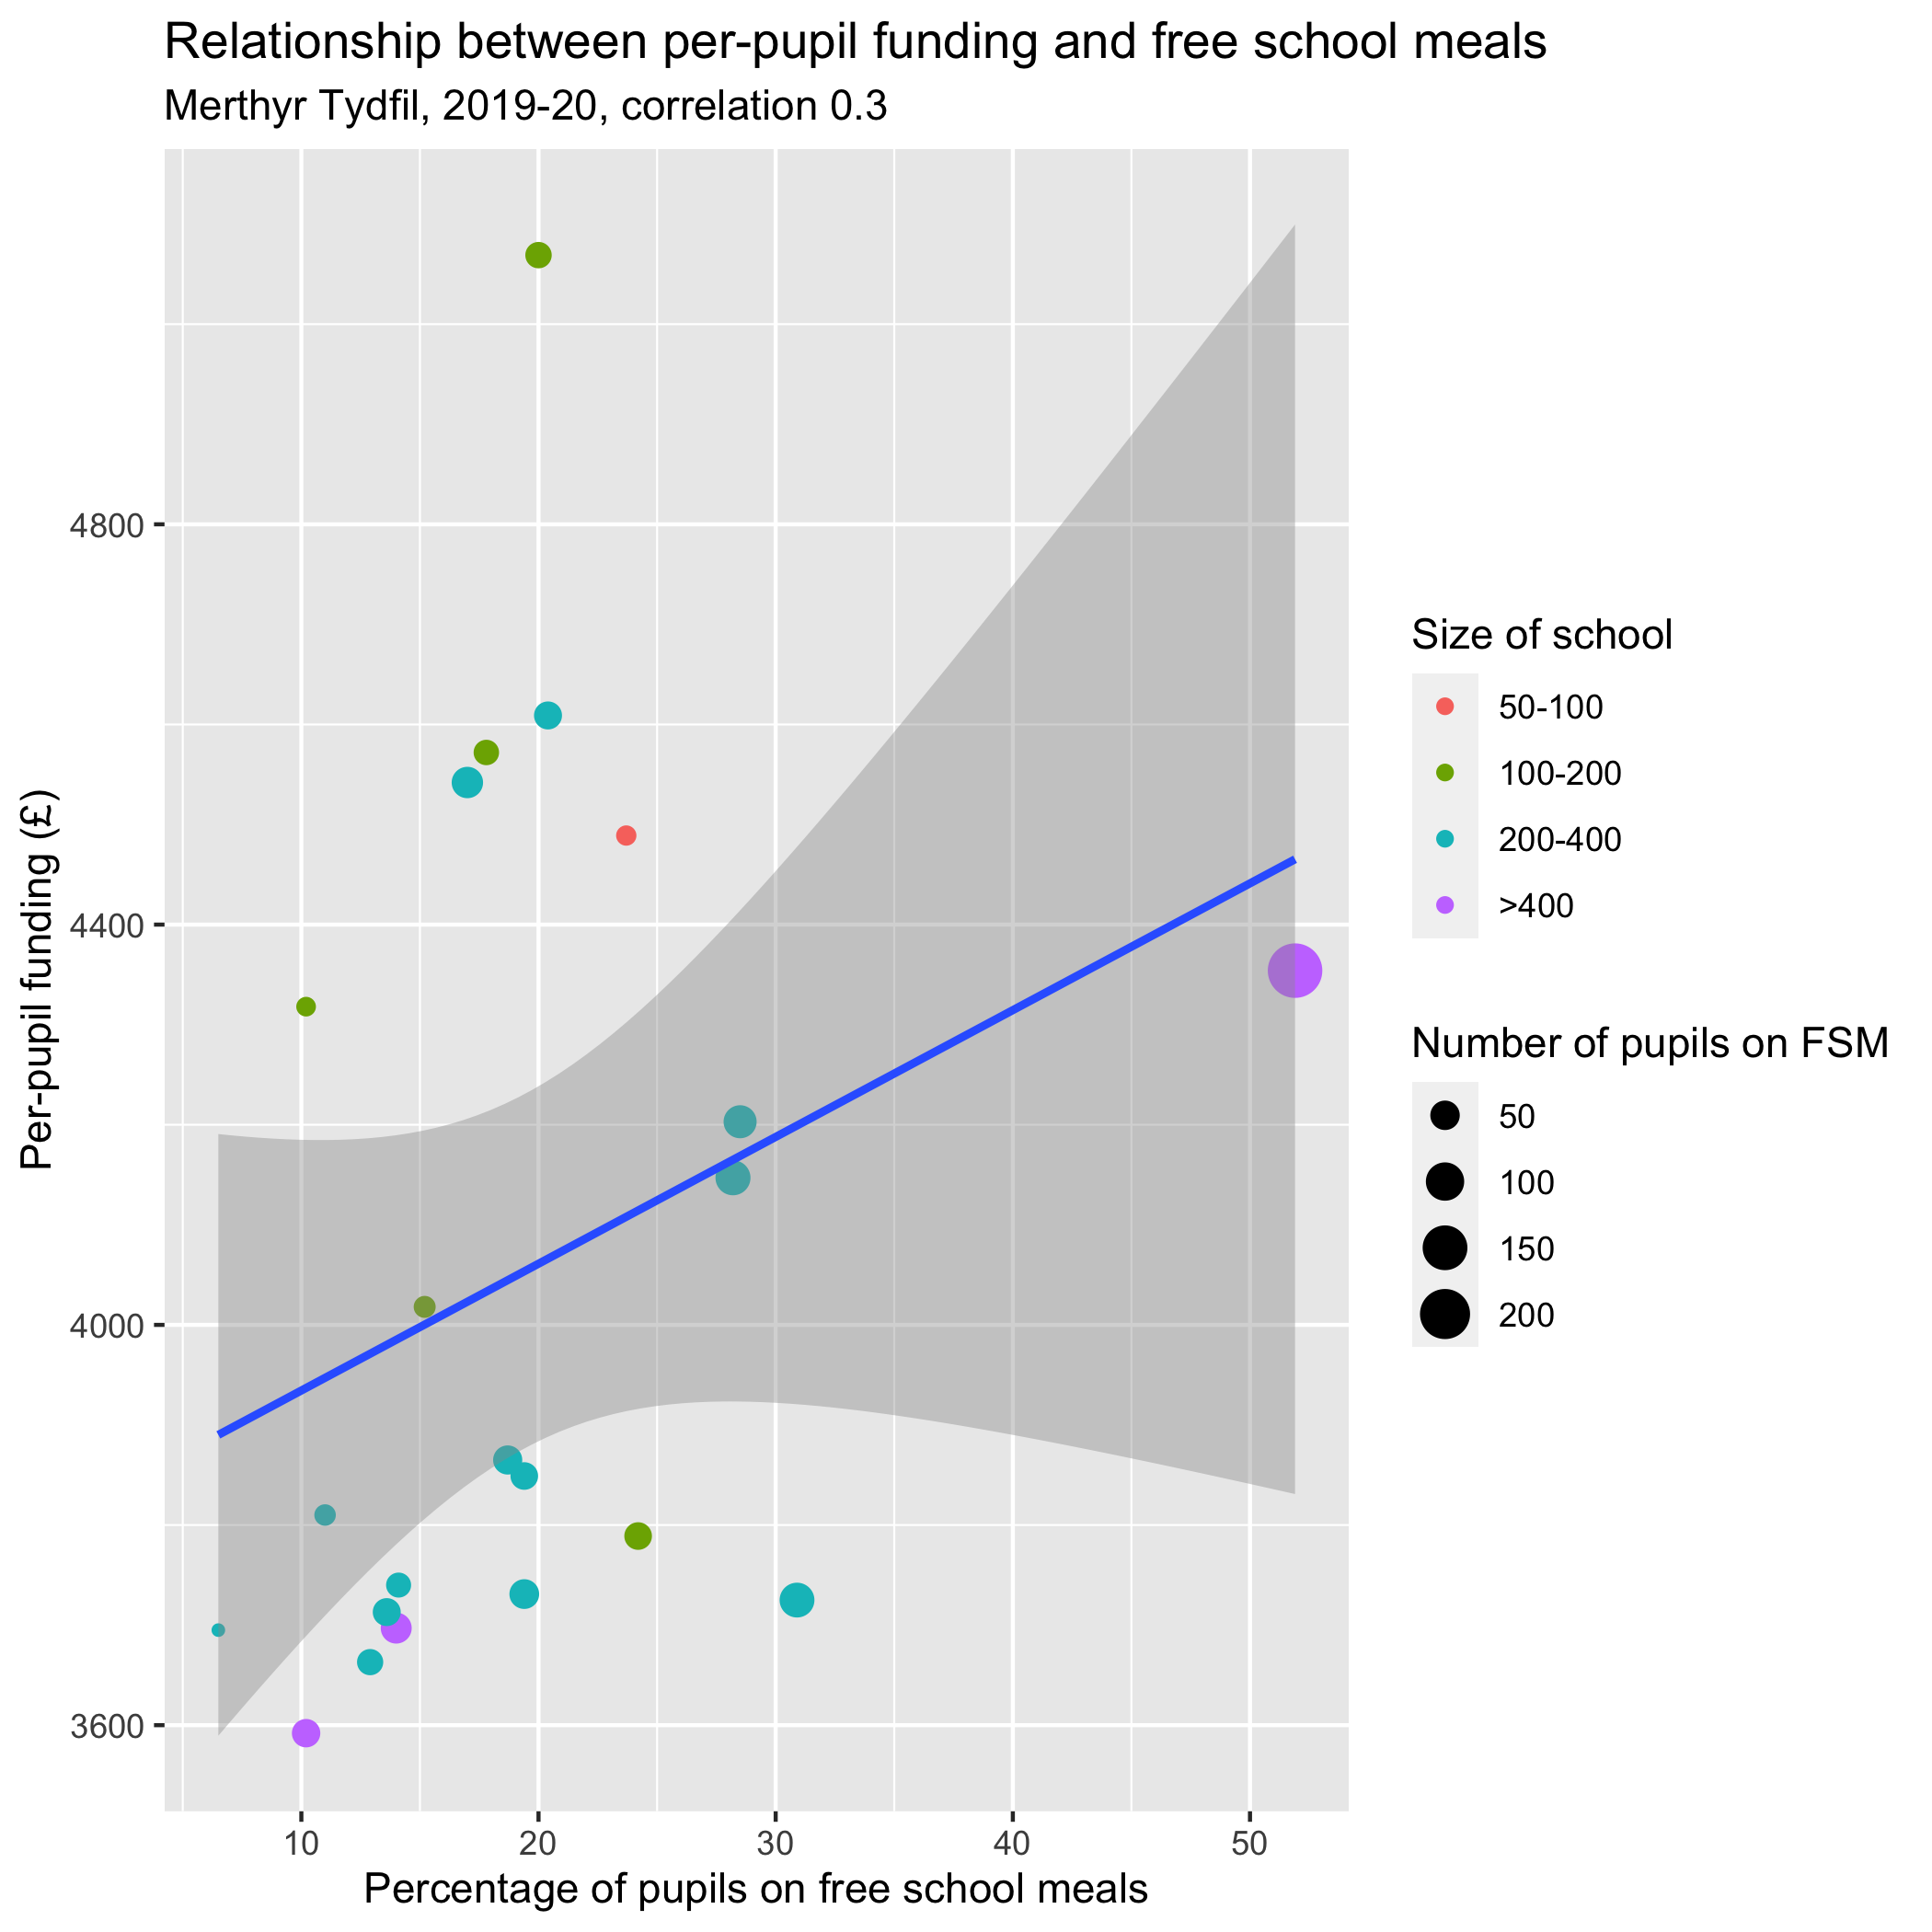 Relationship between per-pupil funding and free school meals
Merthyr Tydfil, 2019-20, correlation 0.3
Per-pupil funding (£)
4800
4400
4000
3600
10 20 30 40 50
Percentage of pupils on free school meals
Size of school
50-100
100-200
200-400
>400
Number of pupils on FSM
50
100
150
200